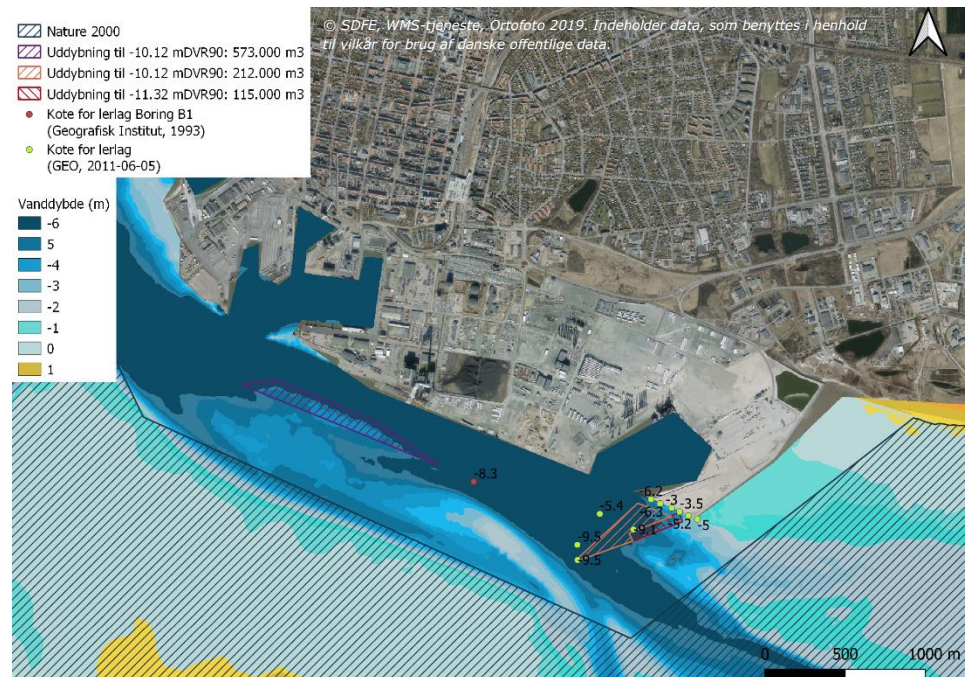 © SDFE, WMS-tjeneste, Ortofoto 2019. Indeholder data, som benyttes i henhold
til vilkår for brug af danske offentlige data.
Nature 2000
Uddybning til -10.12 mDVR90: 573.000 m3
Uddybning til -10.12 mDVR90: 212.000 m3
Uddybning til -11.32 mDVR90: 115.000 m3
Kote for lerlag Boring B1
(Geografisk Institut, 1993)
Kote for lerlag
(GEO, 2011-06-05)
Vanddybde (m)
-6
5
-4
-3
-2
-1
0
1
-8.3
-6.2
-3
-3.5
-5.4
-6.3
-5.2
-5
-9.1
-9.5
-9.5
0 500 1000 m